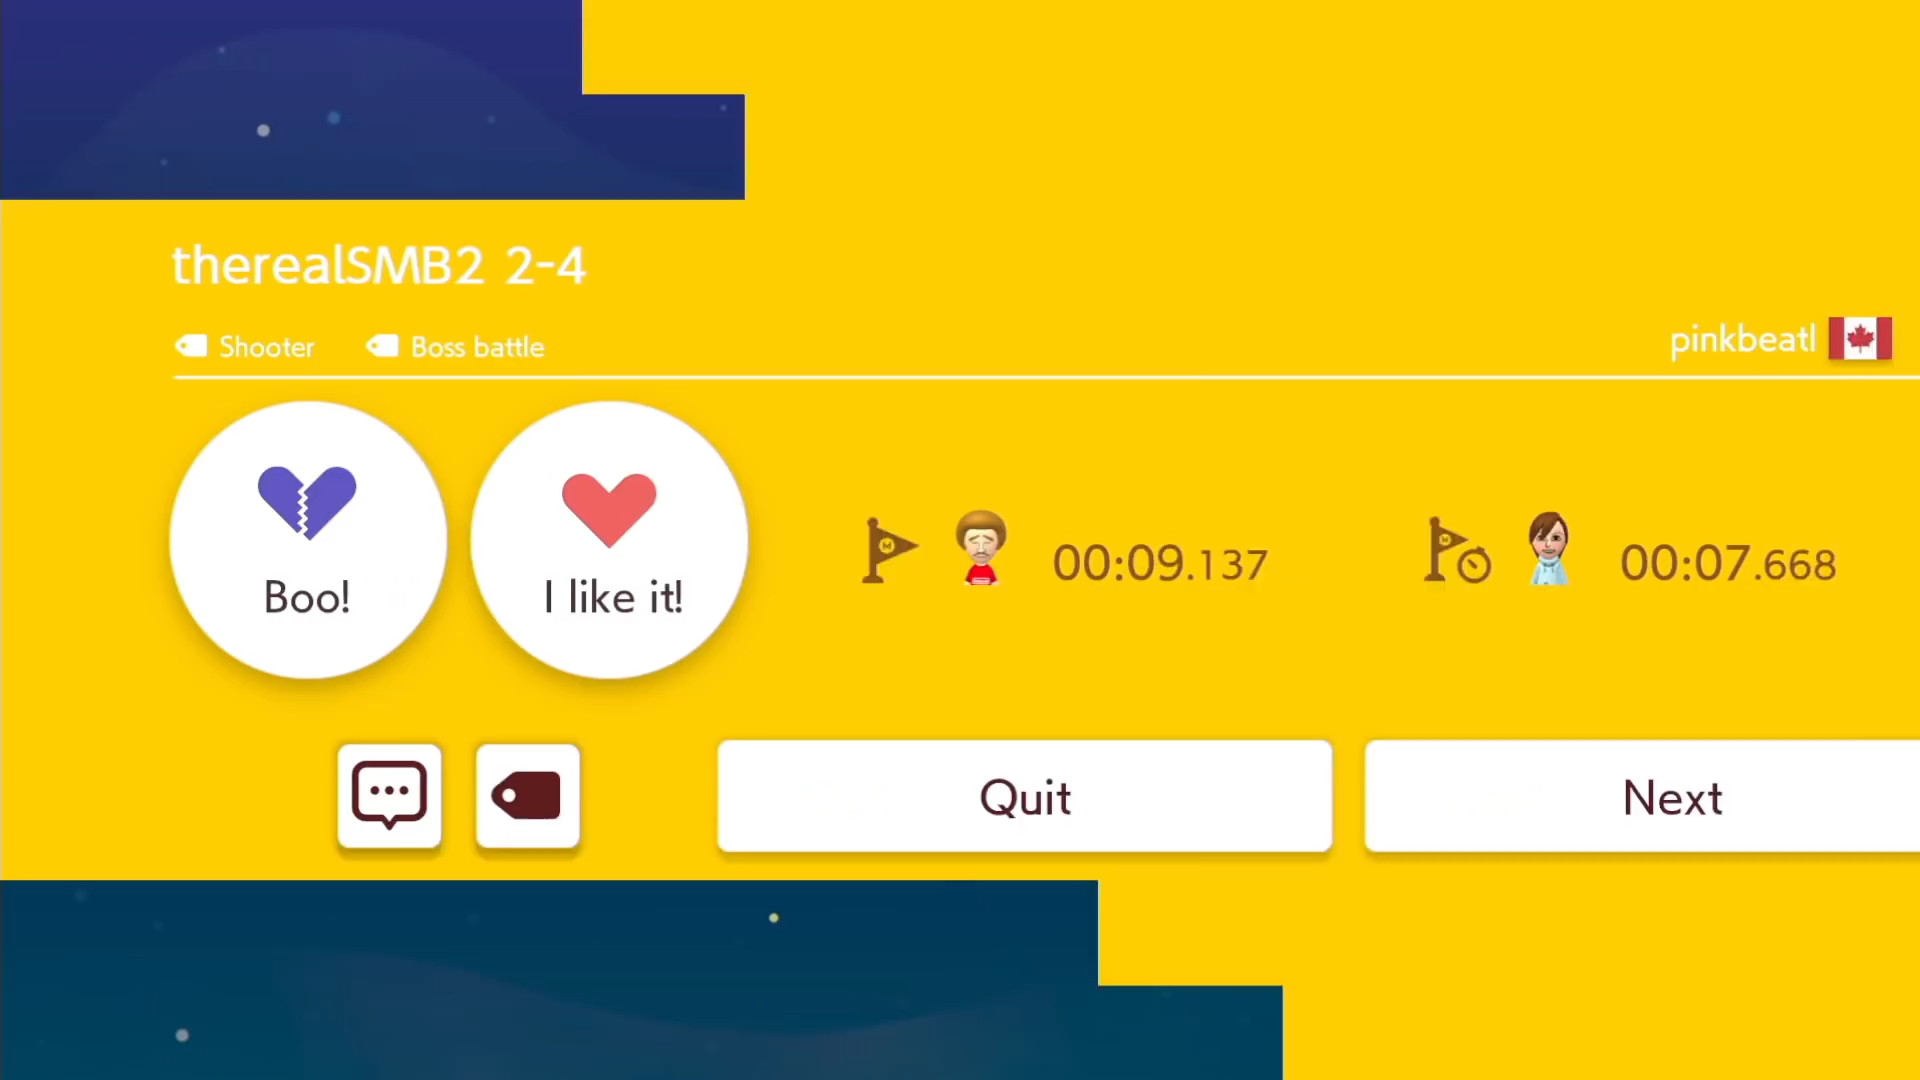 therealSMB2 2-4
Shooter Boss battle
pinkbeatl
Boo!
I like it!
M
00:09.137
M
00:07.668
Quit
Next